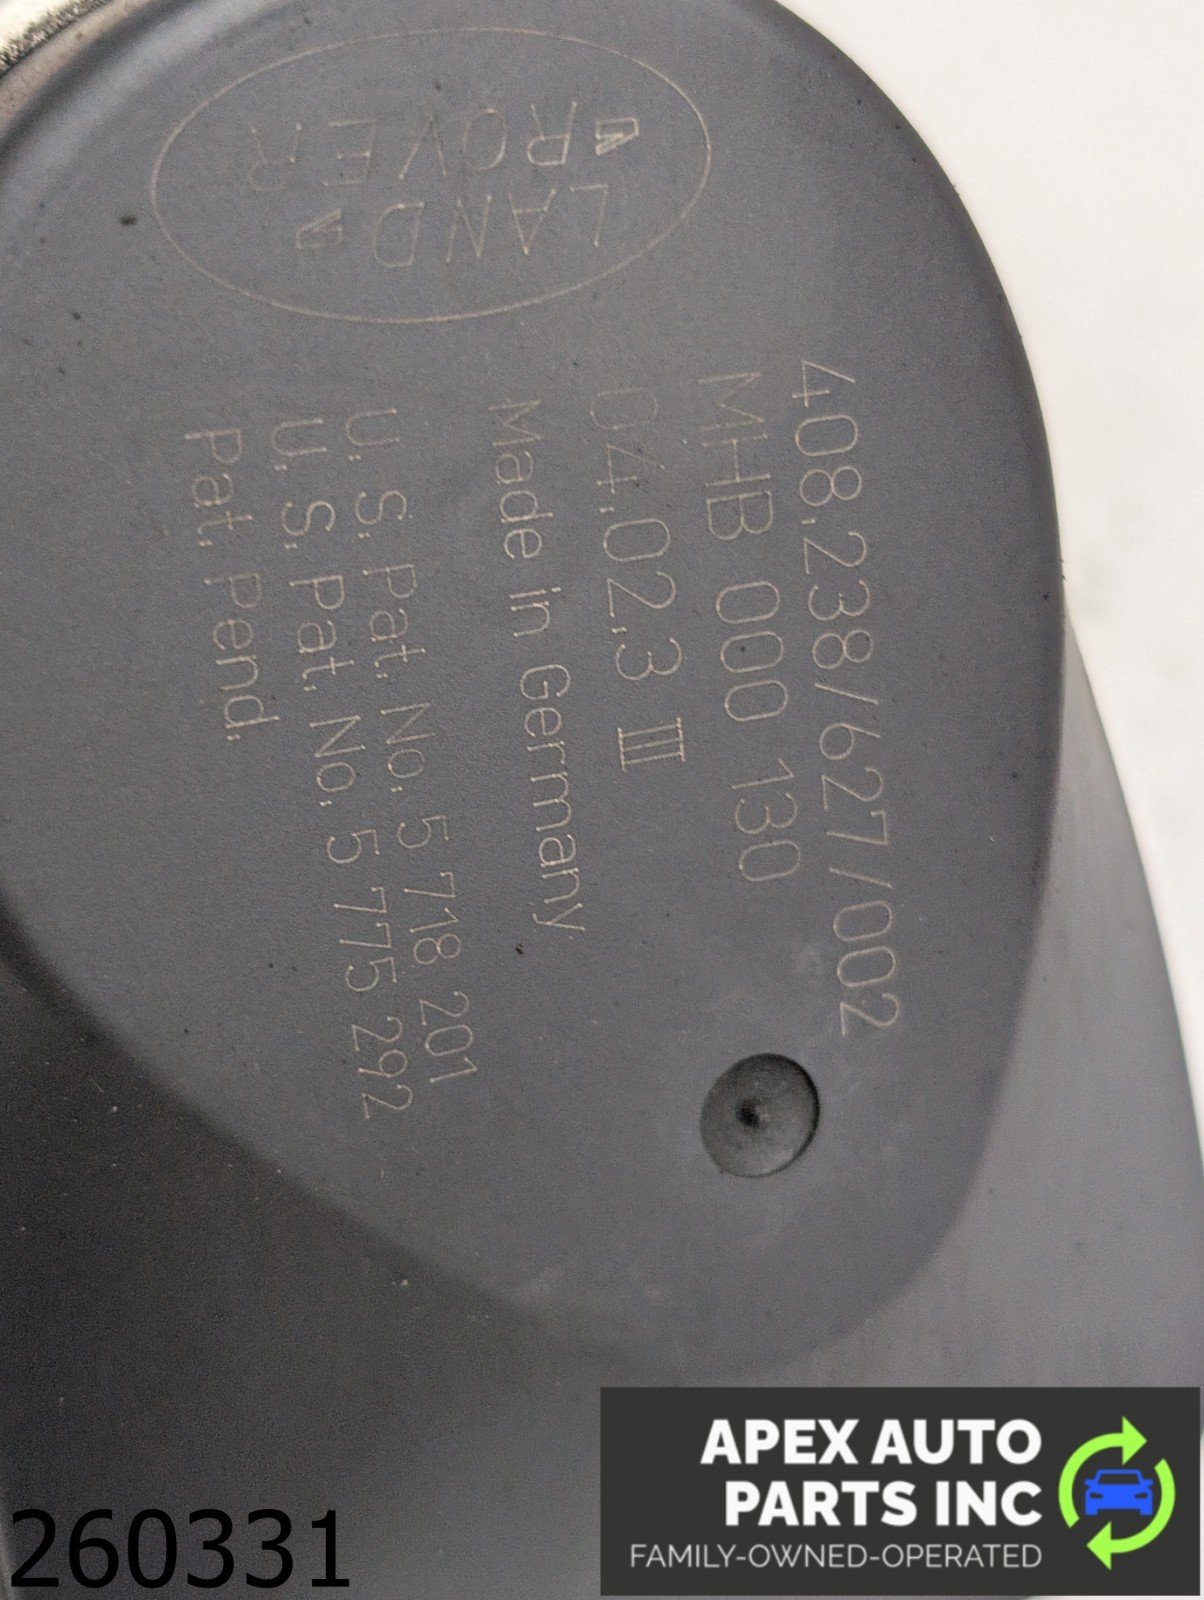 LAND
ROVER
408.238/627/002
MHB 000 130
04.02.3 III
Made in Germany
U.S. Pat. No. 5 718 201
U.S. Pat. No. 5 775 292
Pat. Pend.
260331
APEX AUTO
PARTS INC
FAMILY-OWNED-OPERATED